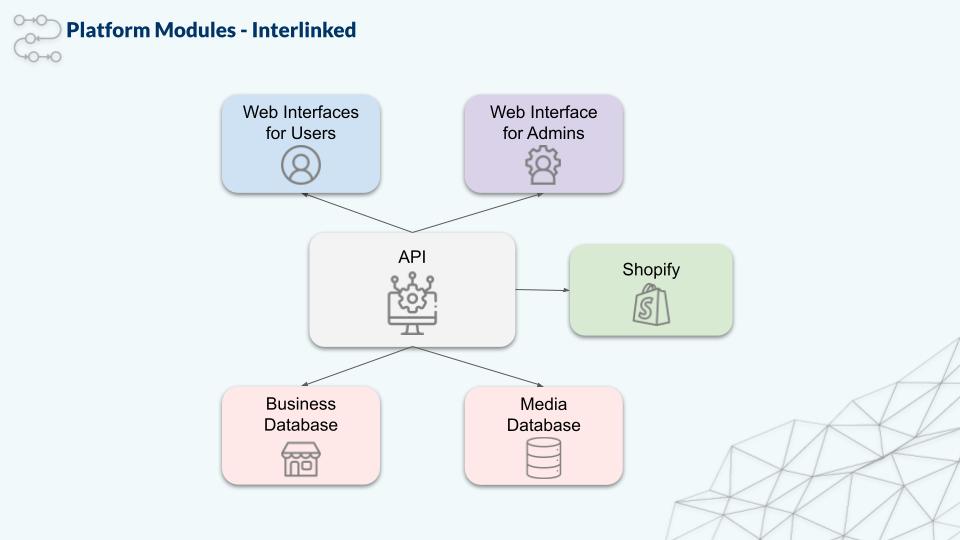 Platform Modules - Interlinked
Web Interfaces
for Users
Web Interface
for Admins
API
Shopify
S
Business
Database
Media
Database